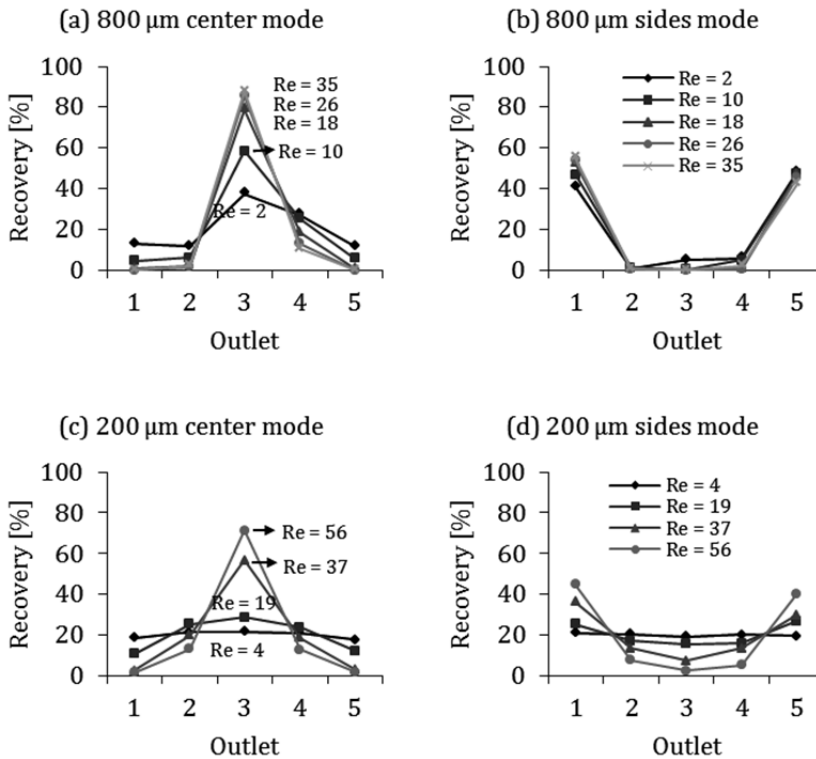 (a) 800 µm center mode
100
80
60
40
20
0
Recovery [%]
Re = 35
Re = 26
Re = 18
Re = 10
Re = 2
1 2 3 4 5
Outlet
(b) 800 µm sides mode
100
80
60
40
20
0
Recovery [%]
Re = 2
Re = 10
Re = 18
Re = 26
Re = 35
1 2 3 4 5
Outlet
(c) 200 µm center mode
100
80
60
40
20
0
Recovery [%]
Re = 56
Re = 37
Re = 19
Re = 4
1 2 3 4 5
Outlet
(d) 200 µm sides mode
100
80
60
40
20
0
Recovery [%]
Re = 4
Re = 19
Re = 37
Re = 56
1 2 3 4 5
Outlet